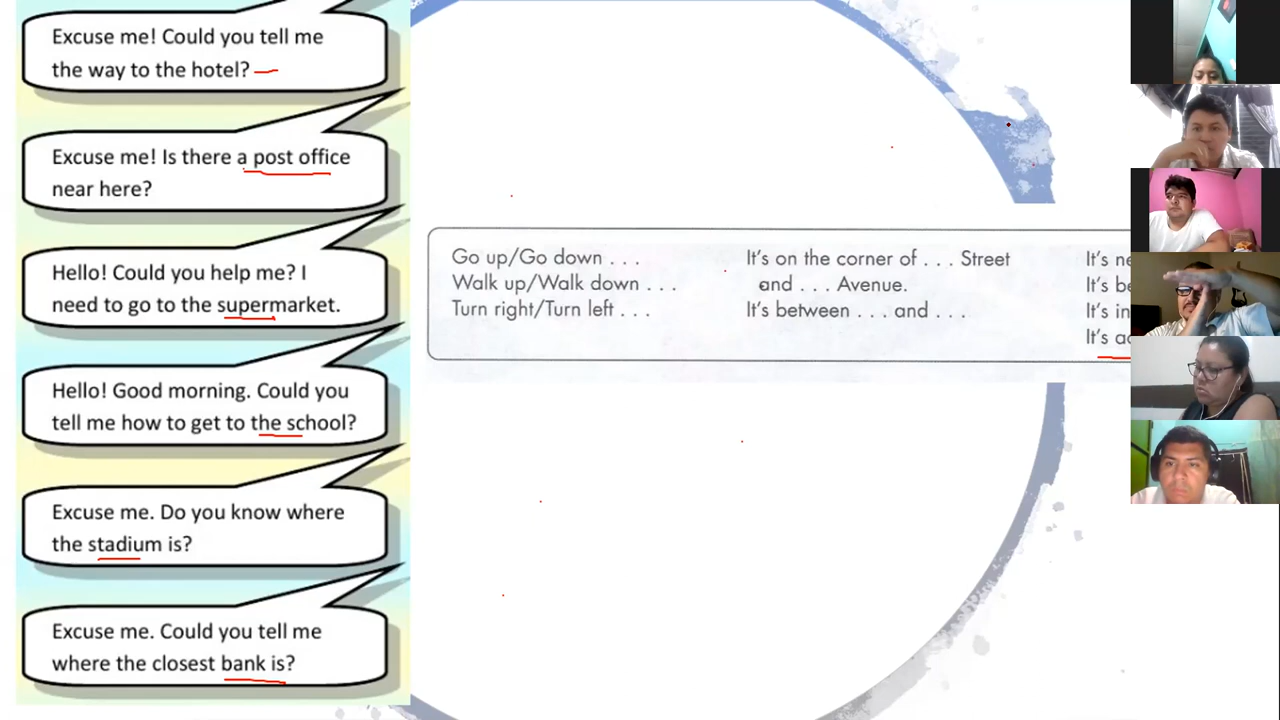 Excuse me! Could you tell me
the way to the hotel?
Excuse me! Is there a post office
near here?
Hello! Could you help me? I
need to go to the supermarket.
Hello! Good morning. Could you
tell me how to get to the school?
Excuse me. Do you know where
the stadium is?
Excuse me. Could you tell me
where the closest bank is?
Go up/Go down . . .
Walk up/Walk down . . .
Turn right/Turn left . . .
It's on the corner of . . . Street
and . . . Avenue.
It's between . . . and . . .
It's
It's
It's
It's